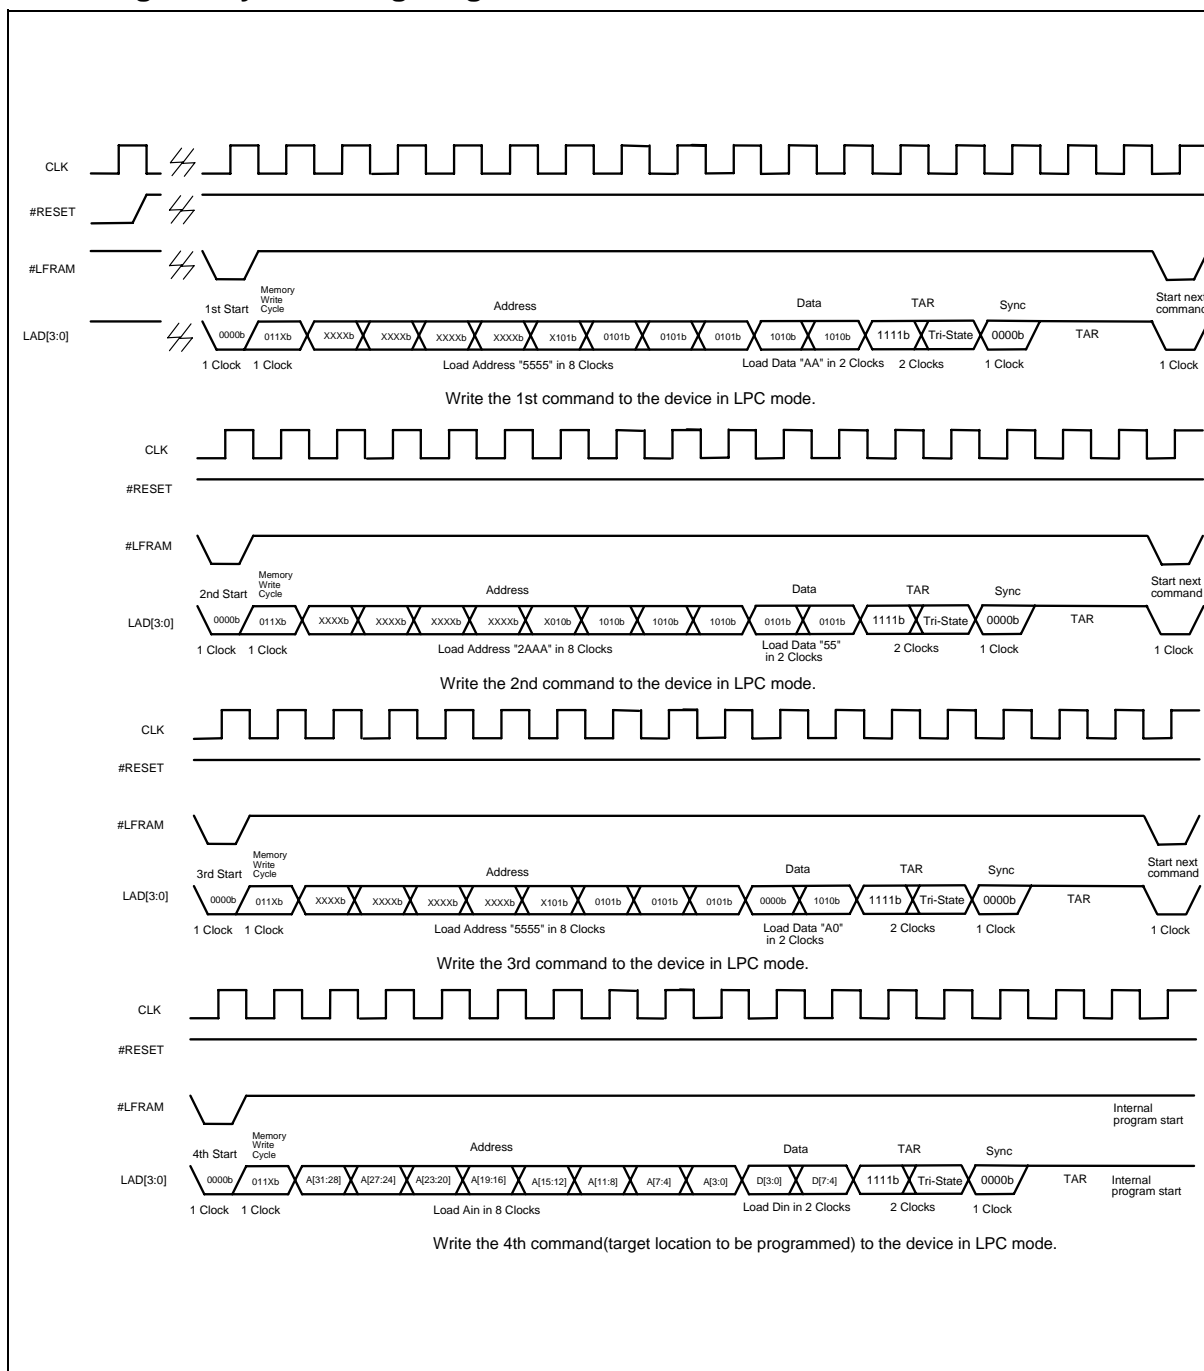 CLK
#RESET
#LFRAM
Memory
Write
Cycle
1st Start
Address
Data
TAR
Sync
Start next
command
LAD[3:0]
0000b 011Xb XXXXb XXXXb XXXXb XXXXb X101b 0101b 0101b 0101b 1010b 1010b 1111b Tri-State 0000b TAR
1 Clock 1 Clock Load Address "5555" in 8 Clocks Load Data "AA" in 2 Clocks 2 Clocks 1 Clock 1 Clock
Write the 1st command to the device in LPC mode.
CLK
#RESET
#LFRAM
Memory
Write
Cycle
2nd Start
Address
Data
TAR
Sync
Start next
command
LAD[3:0]
0000b 011Xb XXXXb XXXXb XXXXb XXXXb X010b 1010b 1010b 1010b 0101b 0101b 1111b Tri-State 0000b TAR
1 Clock 1 Clock Load Address "2AAA" in 8 Clocks Load Data "55"
in 2 Clocks
2 Clocks 1 Clock 1 Clock
Write the 2nd command to the device in LPC mode.
CLK
#RESET
#LFRAM
Memory
Write
Cycle
3rd Start
Address
Data
TAR
Sync
Start next
command
LAD[3:0]
0000b 011Xb XXXXb XXXXb XXXXb XXXXb X101b 0101b 0101b 0101b 0000b 1010b 1111b Tri-State 0000b TAR
1 Clock 1 Clock Load Address "5555" in 8 Clocks Load Data "A0"
in 2 Clocks
2 Clocks 1 Clock 1 Clock
Write the 3rd command to the device in LPC mode.
CLK
#RESET
#LFRAM
Internal
program start
Memory
Write
Cycle
4th Start
Address
Data
TAR
Sync
LAD[3:0]
0000b 011Xb A[31:28] A[27:24] A[23:20] A[19:16] A[15:12] A[11:8] A[7:4] A[3:0] D[3:0] D[7:4] 1111b Tri-State 0000b TAR
Internal
program start
1 Clock 1 Clock Load Ain in 8 Clocks Load Din in 2 Clocks 2 Clocks 1 Clock
Write the 4th command(target location to be programmed) to the device in LPC mode.